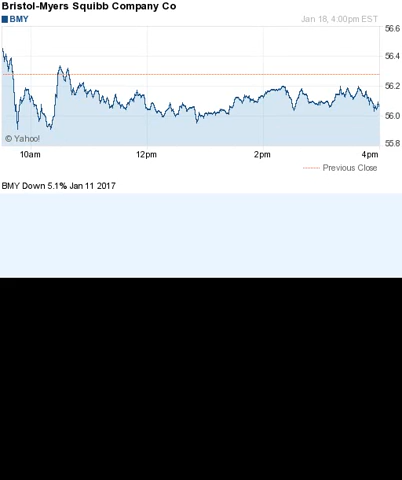 Bristol-Myers Squibb Company Co
BMY Jan 18, 4:00pm EST
56.6
56.4
56.2
56.0
55.8
© Yahoo!
10am 12pm 2pm 4pm
Previous Close
BMY Down 5.1% Jan 11 2017